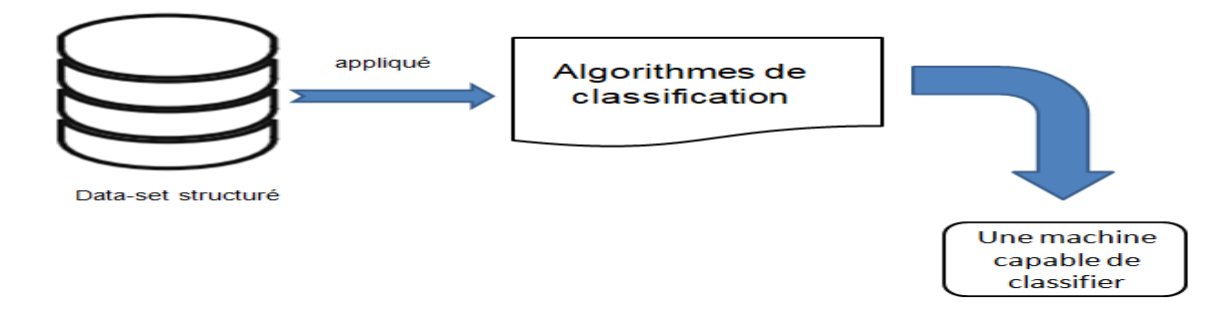 appliqué
Algorithmes de
classification
Data-set structuré
Une machine
capable de
classifier